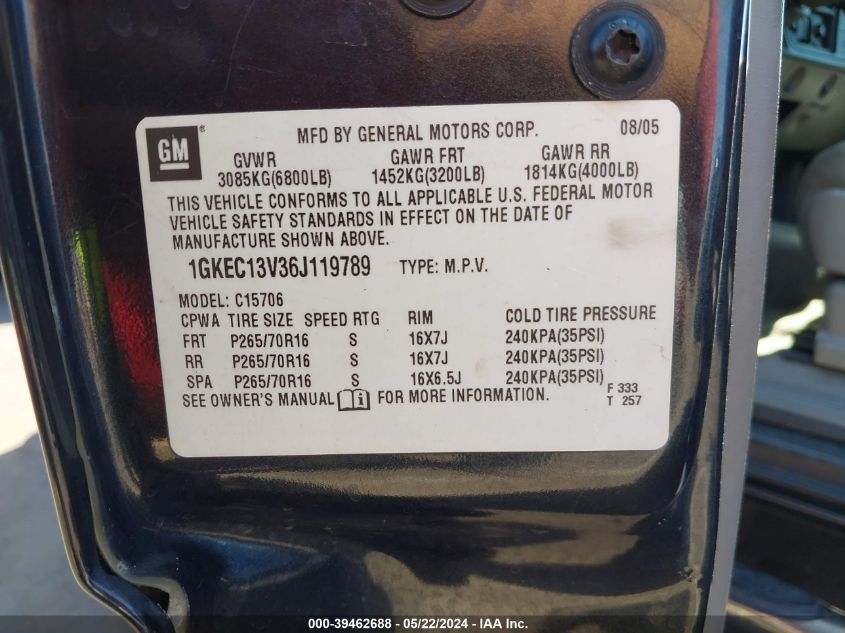 GM ®
MFD BY GENERAL MOTORS CORP. 08/05
GVWR GAWR FRT GAWR RR
3085KG(6800LB) 1452KG(3200LB) 1814KG(4000LB)
THIS VEHICLE CONFORMS TO ALL APPLICABLE U.S. FEDERAL MOTOR
VEHICLE SAFETY STANDARDS IN EFFECT ON THE DATE OF
MANUFACTURE SHOWN ABOVE.
1GKEC13V36J119789 TYPE: M.P.V.
MODEL: C15706
CPWA TIRE SIZE SPEED RTG RIM COLD TIRE PRESSURE
FRT P265/70R16 S 16X7J 240KPA(35PSI)
RR P265/70R16 S 16X7J 240KPA(35PSI)
SPA P265/70R16 S 16X6.5J 240KPA(35PSI)
SEE OWNER'S MANUAL i FOR MORE INFORMATION. F 333
T 257
000-39462688 - 05/22/2024 - IAA Inc.